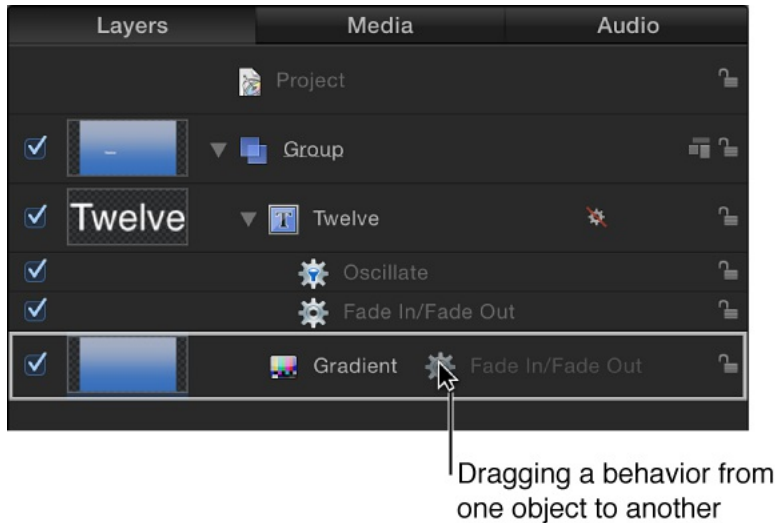 Layers Media Audio
Project
Group
Twelve Twelve
Oscillate
Fade In/Fade Out
Gradient Fade In/Fade Out
Dragging a behavior from
one object to another